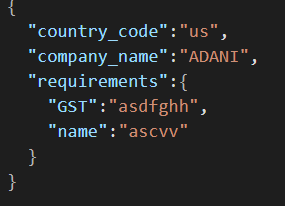 {
"country_code":"us",
"company_name":"ADANI",
"requirements":{
"GST":"asdfghh",
"name":"ascvv"
}
}